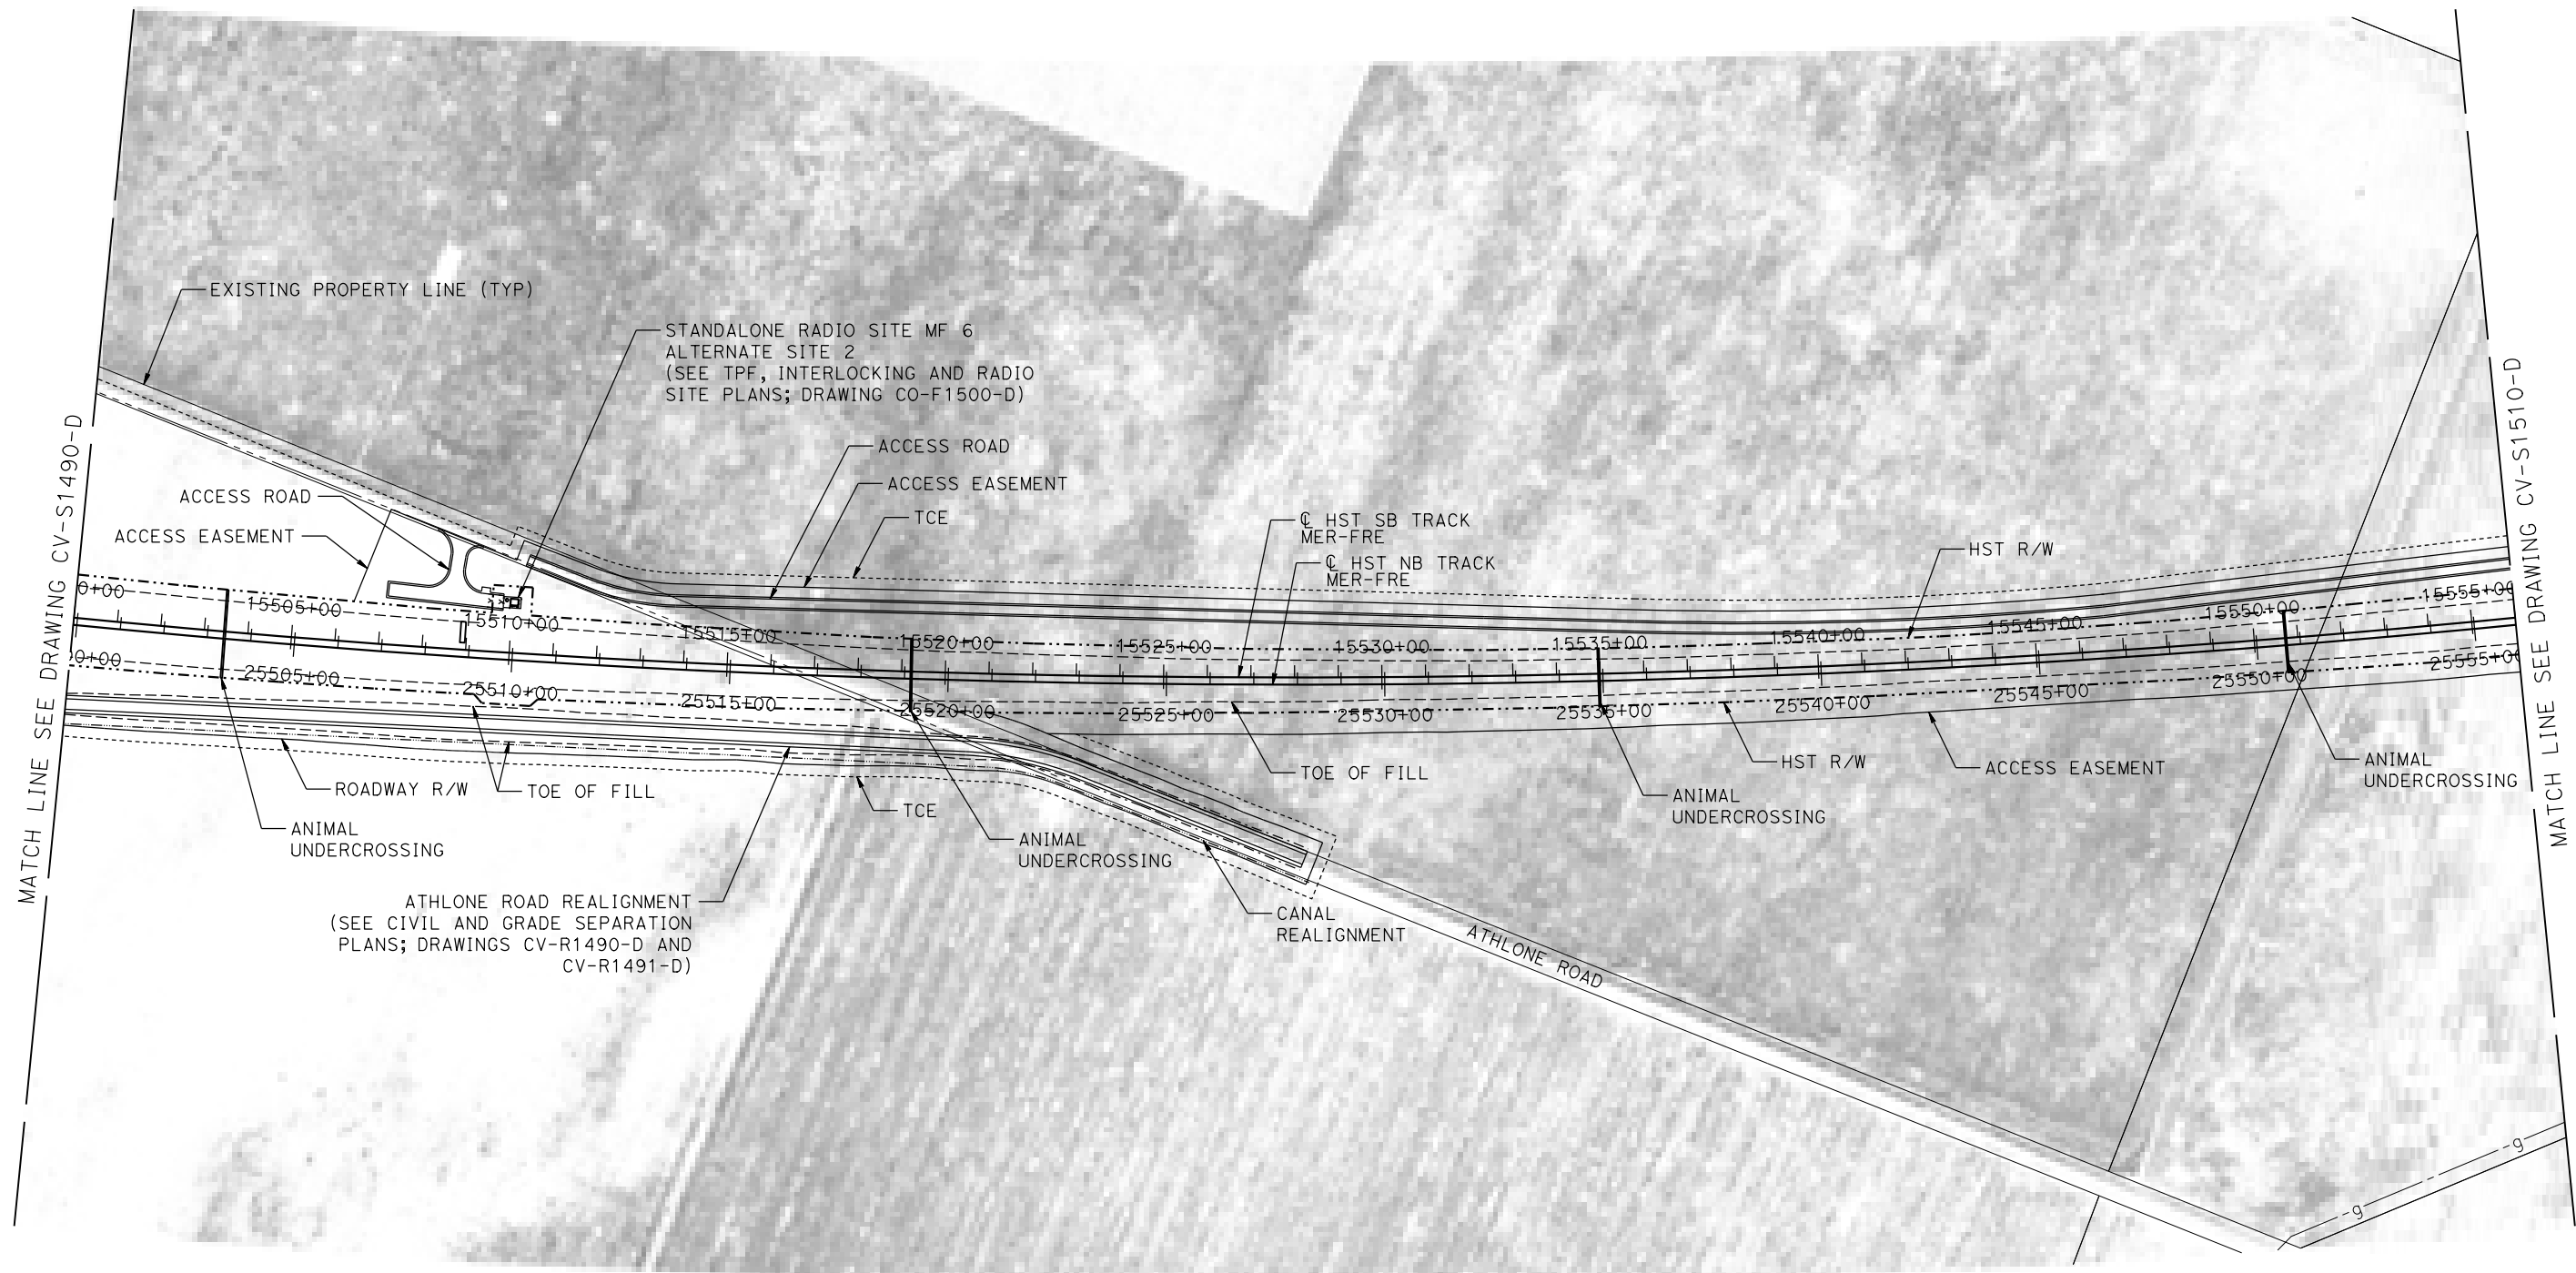 MATCH LINE SEE DRAWING CV-S1490-D
EXISTING PROPERTY LINE (TYP)
STANDALONE RADIO SITE MF 6
ALTERNATE SITE 2
(SEE TPF, INTERLOCKING AND RADIO
SITE PLANS; DRAWING CO-F1500-D)
ACCESS ROAD
ACCESS EASEMENT
TCE
ACCESS ROAD
ACCESS EASEMENT
℄ HST SB TRACK
MER-FRE
℄ HST NB TRACK
MER-FRE
HST R/W
0+00
15505+00
15510+00
15515+00
15520+00
15525+00
15530+00
15535+00
15540+00
15545+00
15550+00
15555+00
0+00
25505+00
25510+00
25515+00
25520+00
25525+00
25530+00
25535+00
25540+00
25545+00
25550+00
25555+00
ROADWAY R/W
TOE OF FILL
TCE
TOE OF FILL
HST R/W
ACCESS EASEMENT
ANIMAL
UNDERCROSSING
ANIMAL
UNDERCROSSING
ANIMAL
UNDERCROSSING
ANIMAL
UNDERCROSSING
ATHLONE ROAD REALIGNMENT
(SEE CIVIL AND GRADE SEPARATION
PLANS; DRAWINGS CV-R1490-D AND
CV-R1491-D)
CANAL
REALIGNMENT
ATHLONE ROAD
g
g
MATCH LINE SEE DRAWING CV-S1510-D